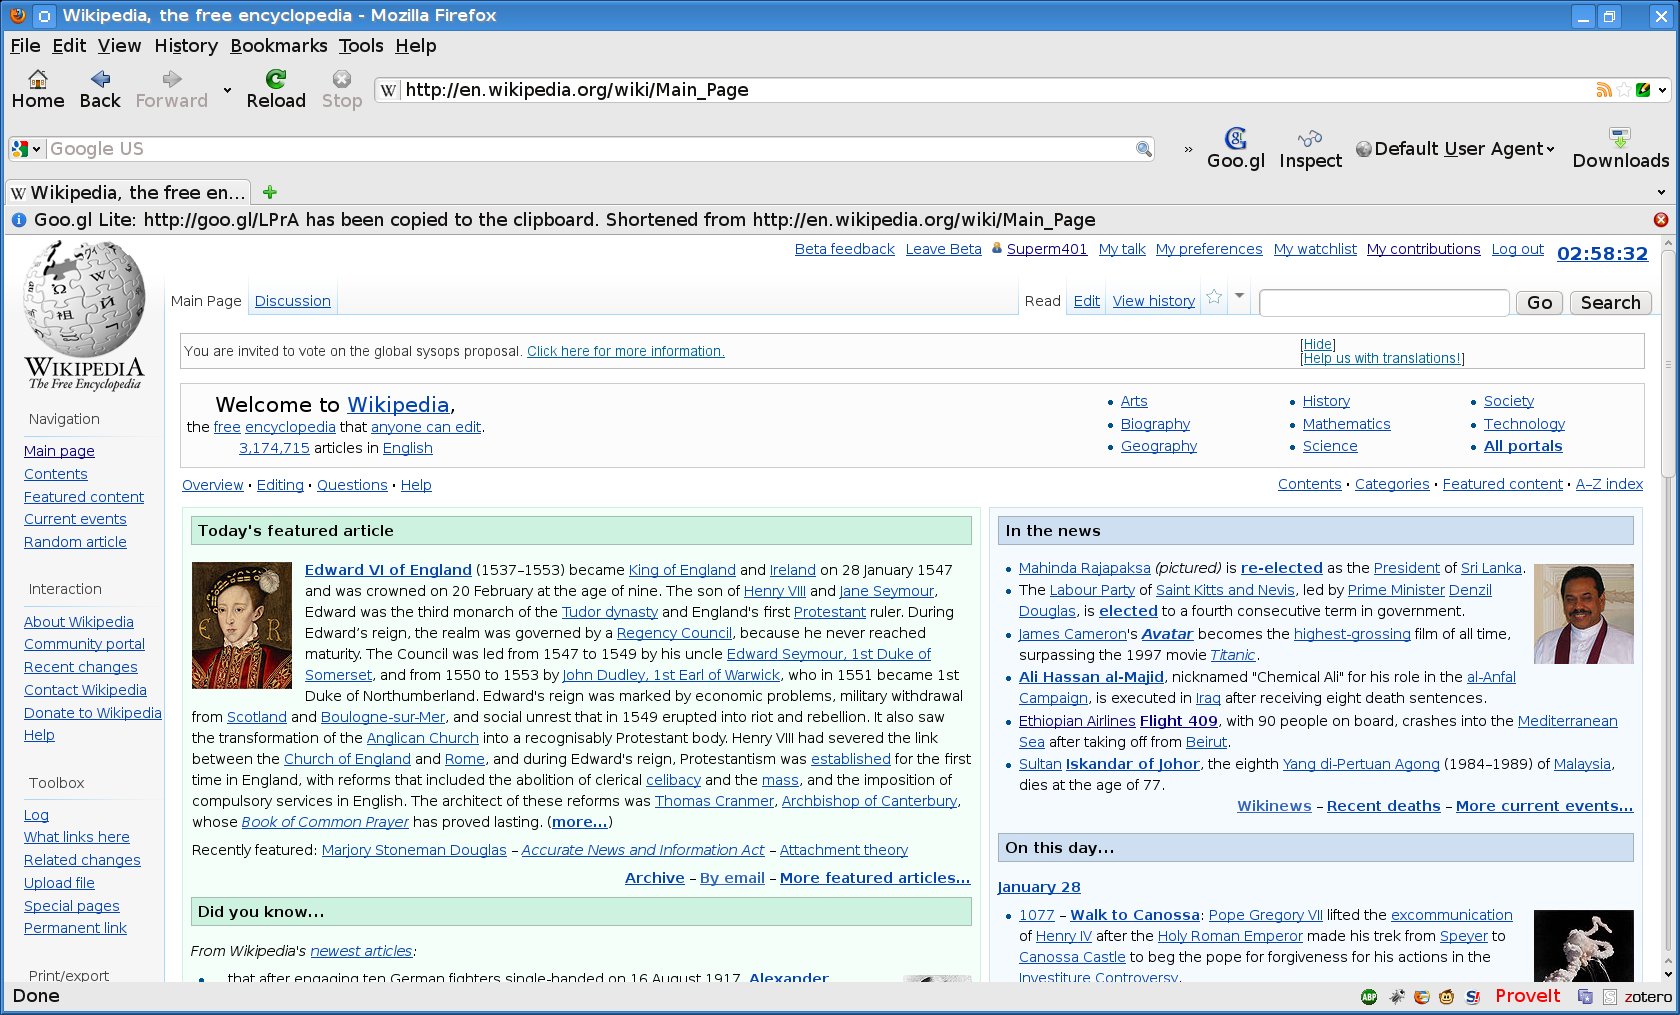 Wikipedia, the free encyclopedia - Mozilla Firefox
File Edit View History Bookmarks Tools Help
Home Back Forward Reload Stop
W http://en.wikipedia.org/wiki/Main_Page
Google US
» Goo.gl Inspect Default User Agent Downloads
W Wikipedia, the free en...
Goo.gl Lite: http://goo.gl/LPrA has been copied to the clipboard. Shortened from http://en.wikipedia.org/wiki/Main_Page
Beta feedback Leave Beta Superm401 My talk My preferences My watchlist My contributions Log out 02:58:32
Main Page Discussion Read Edit View history Go Search
WIKIPEDIA
The Free Encyclopedia
Navigation
Main page
Contents
Featured content
Current events
Random article
Interaction
About Wikipedia
Community portal
Recent changes
Contact Wikipedia
Donate to Wikipedia
Help
Toolbox
Log
What links here
Related changes
Upload file
Special pages
Permanent link
Print/export
You are invited to vote on the global sysops proposal. Click here for more information.
[Hide]
[Help us with translations!]
Welcome to Wikipedia,
the free encyclopedia that anyone can edit.
3,174,715 articles in English
Arts
Biography
Geography
History
Mathematics
Science
Society
Technology
All portals
Overview · Editing · Questions · Help
Contents · Categories · Featured content · A–Z index
Today's featured article
E R
Edward VI of England (1537–1553) became King of England and Ireland on 28 January 1547
and was crowned on 20 February at the age of nine. The son of Henry VIII and Jane Seymour,
Edward was the third monarch of the Tudor dynasty and England's first Protestant ruler. During
Edward’s reign, the realm was governed by a Regency Council, because he never reached
maturity. The Council was led from 1547 to 1549 by his uncle Edward Seymour, 1st Duke of
Somerset, and from 1550 to 1553 by John Dudley, 1st Earl of Warwick, who in 1551 became 1st
Duke of Northumberland. Edward's reign was marked by economic problems, military withdrawal
from Scotland and Boulogne-sur-Mer, and social unrest that in 1549 erupted into riot and rebellion. It also saw
the transformation of the Anglican Church into a recognisably Protestant body. Henry VIII had severed the link
between the Church of England and Rome, and during Edward's reign, Protestantism was established for the first
time in England, with reforms that included the abolition of clerical celibacy and the mass, and the imposition of
compulsory services in English. The architect of these reforms was Thomas Cranmer, Archbishop of Canterbury,
whose Book of Common Prayer has proved lasting. (more...)
Recently featured: Marjory Stoneman Douglas – Accurate News and Information Act – Attachment theory
Archive – By email – More featured articles...
Did you know...
From Wikipedia's newest articles:
that after engaging ten German fighters single-handed on 16 August 1917, Alexander
In the news
Mahinda Rajapaksa (pictured) is re-elected as the President of Sri Lanka.
The Labour Party of Saint Kitts and Nevis, led by Prime Minister Denzil
Douglas, is elected to a fourth consecutive term in government.
James Cameron's Avatar becomes the highest-grossing film of all time,
surpassing the 1997 movie Titanic.
Ali Hassan al-Majid, nicknamed "Chemical Ali" for his role in the al-Anfal
Campaign, is executed in Iraq after receiving eight death sentences.
Ethiopian Airlines Flight 409, with 90 people on board, crashes into the Mediterranean
Sea after taking off from Beirut.
Sultan Iskandar of Johor, the eighth Yang di-Pertuan Agong (1984–1989) of Malaysia,
dies at the age of 77.
Wikinews – Recent deaths – More current events...
On this day...
January 28
1077 – Walk to Canossa: Pope Gregory VII lifted the excommunication
of Henry IV after the Holy Roman Emperor made his trek from Speyer to
Canossa Castle to beg the pope for forgiveness for his actions in the
Investiture Controversy.
Done ABP S! ProveIt S zotero